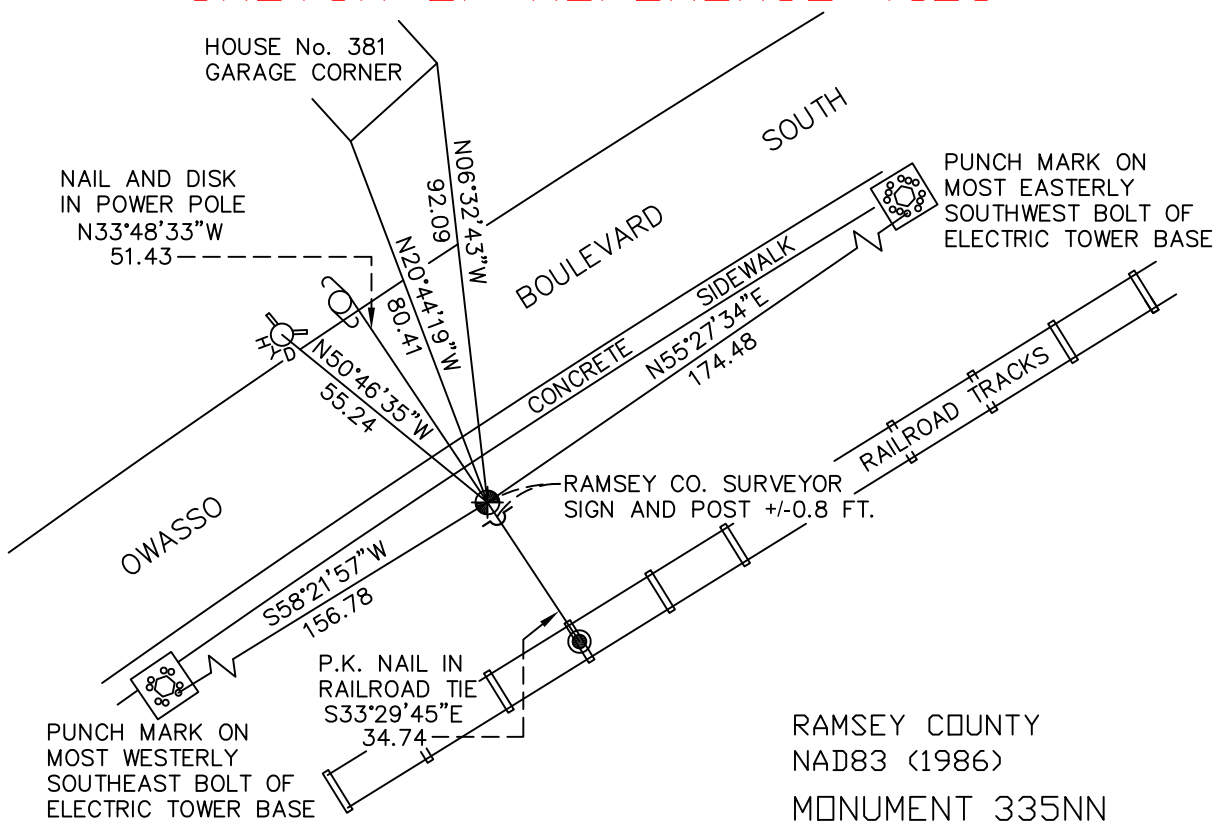 HOUSE No. 381
GARAGE CORNER
SOUTH
BOULEVARD
OWASSO
NAIL AND DISK
IN POWER POLE
N33°48'33"W
51.43
N06°32'43"W
92.09
N20°44'19"W
80.41
HYD
N50°46'35"W
55.24
PUNCH MARK ON
MOST EASTERLY
SOUTHWEST BOLT OF
ELECTRIC TOWER BASE
CONCRETE SIDEWALK
N55°27'34"E
174.48
RAILROAD TRACKS
RAMSEY CO. SURVEYOR
SIGN AND POST +/-0.8 FT.
S58°21'57"W
156.78
P.K. NAIL IN
RAILROAD TIE
S33°29'45"E
34.74
PUNCH MARK ON
MOST WESTERLY
SOUTHEAST BOLT OF
ELECTRIC TOWER BASE
RAMSEY COUNTY
NAD83 (1986)
MONUMENT 335NN